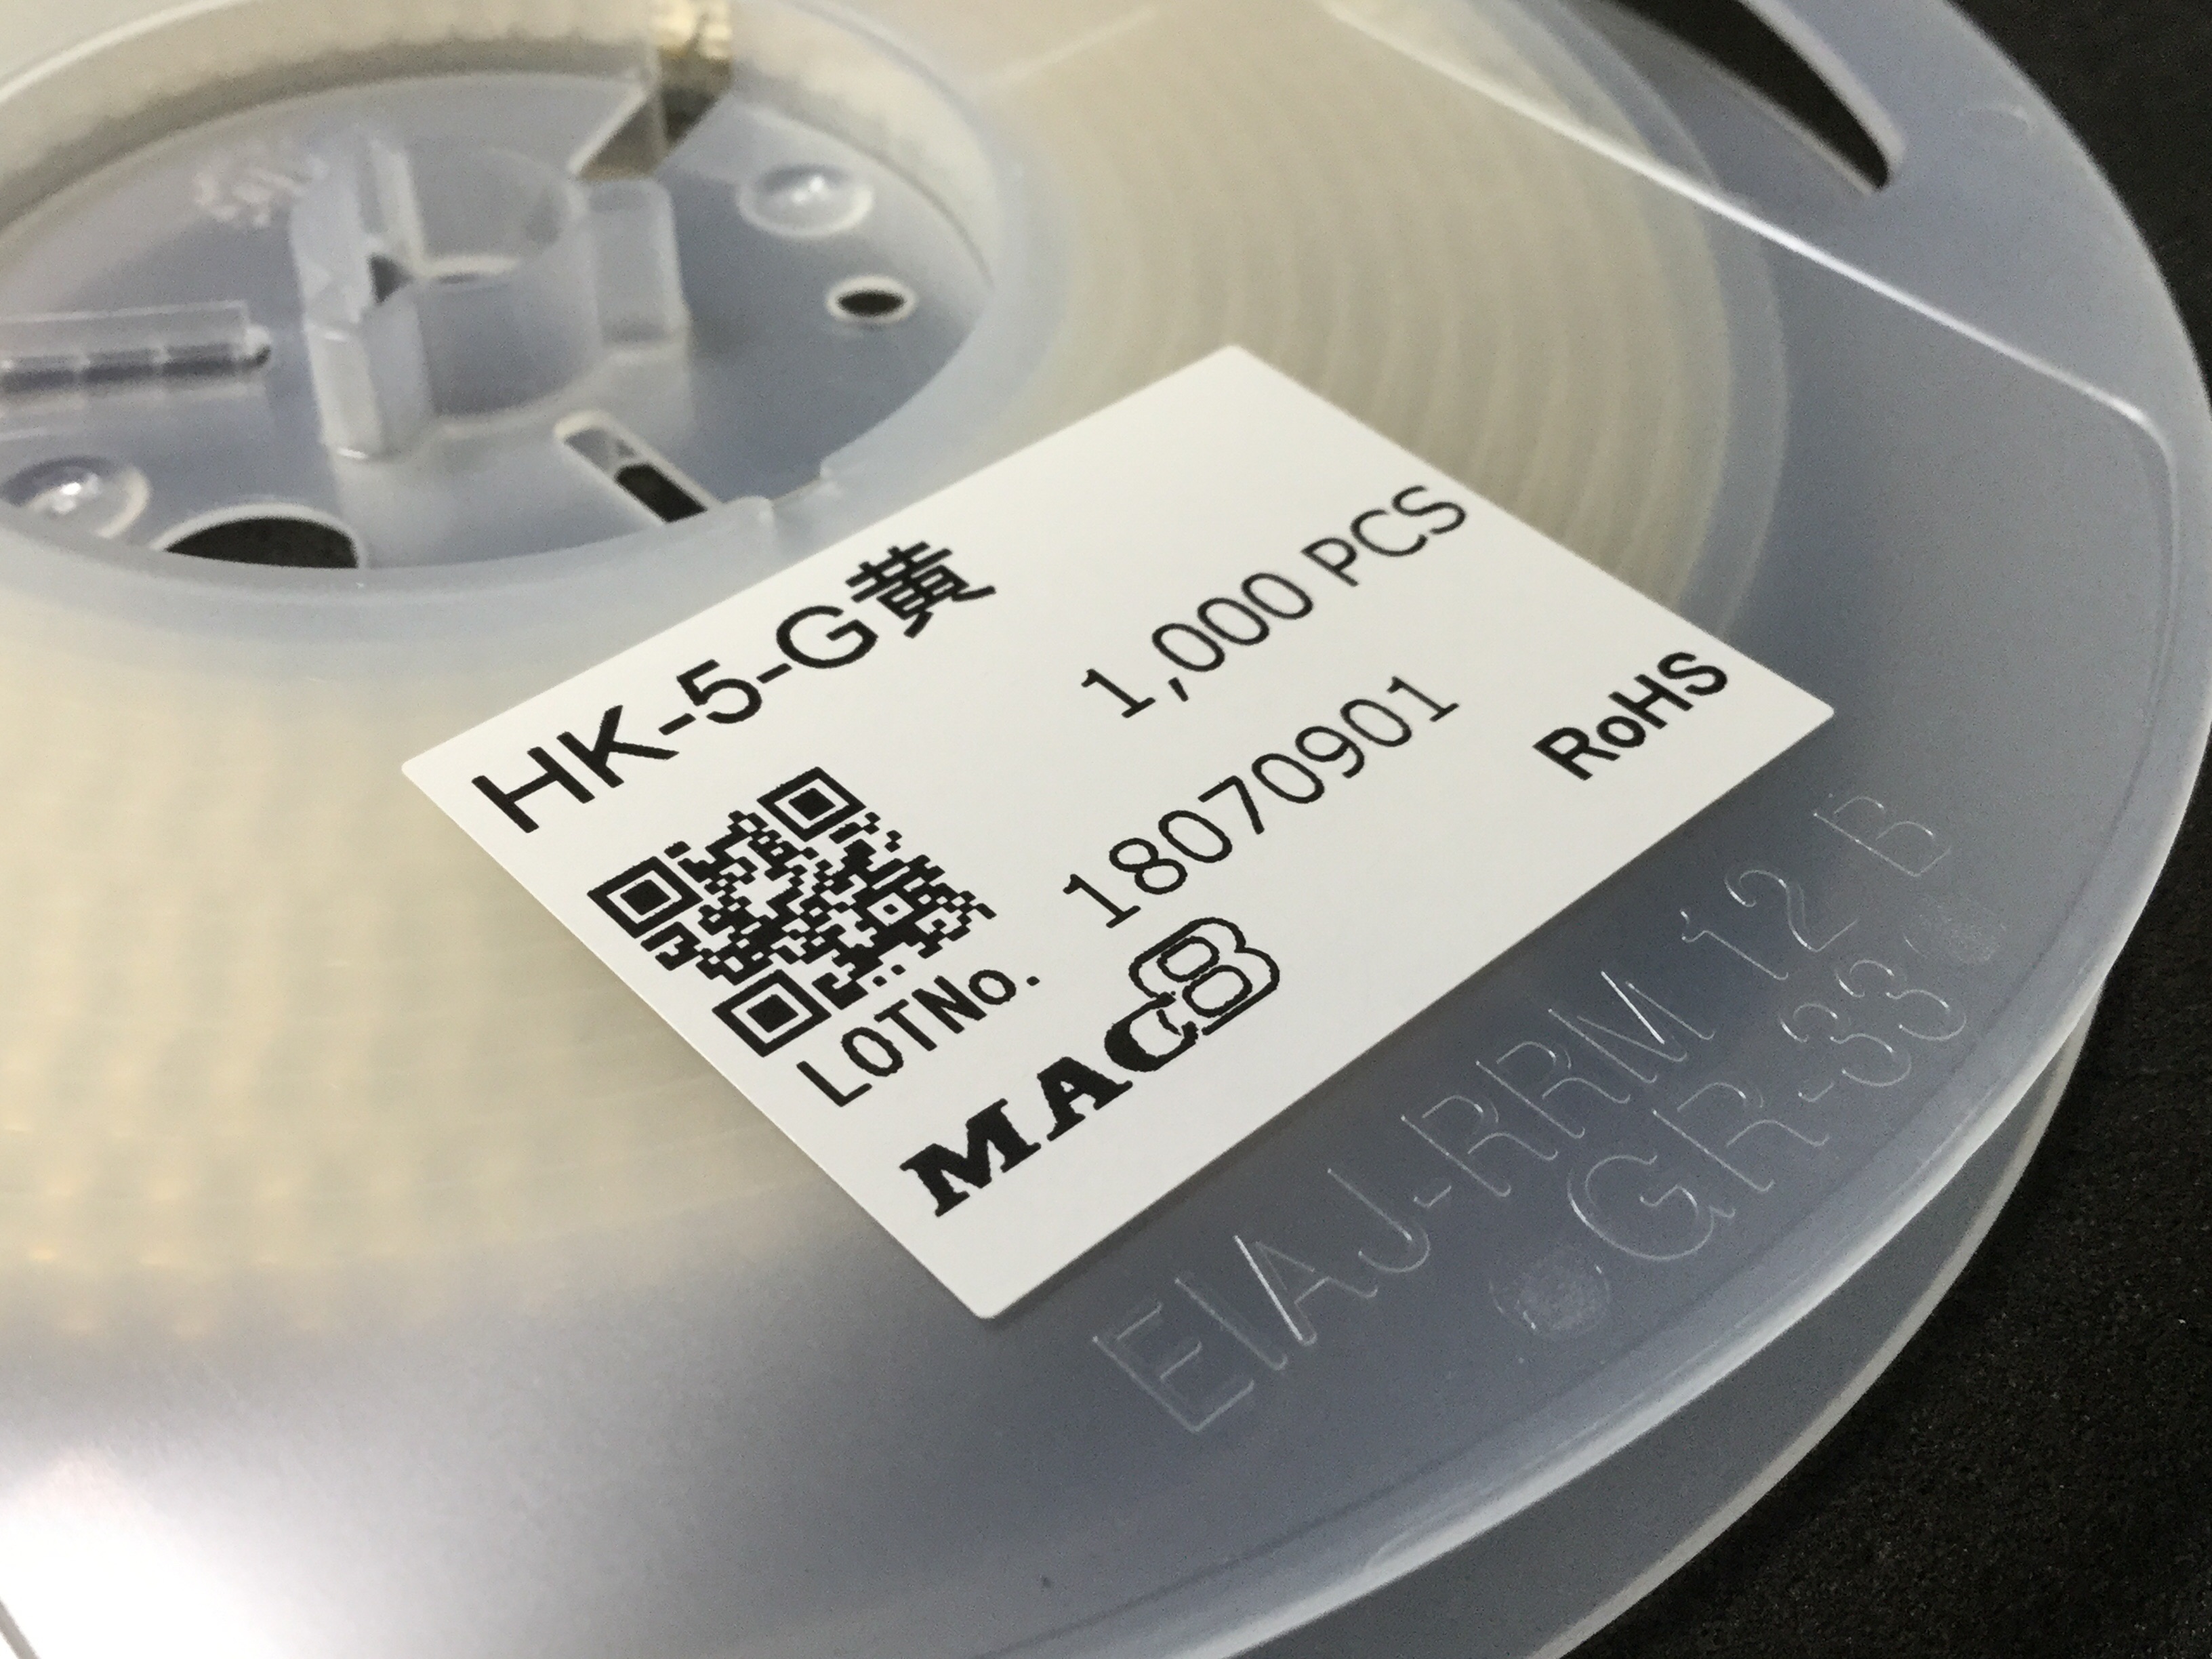 HK-5-G黄
1,000 PCS
LOTNo.
18070901
MAC8
RoHS
EIAJ-RRM 12 B
GR-33